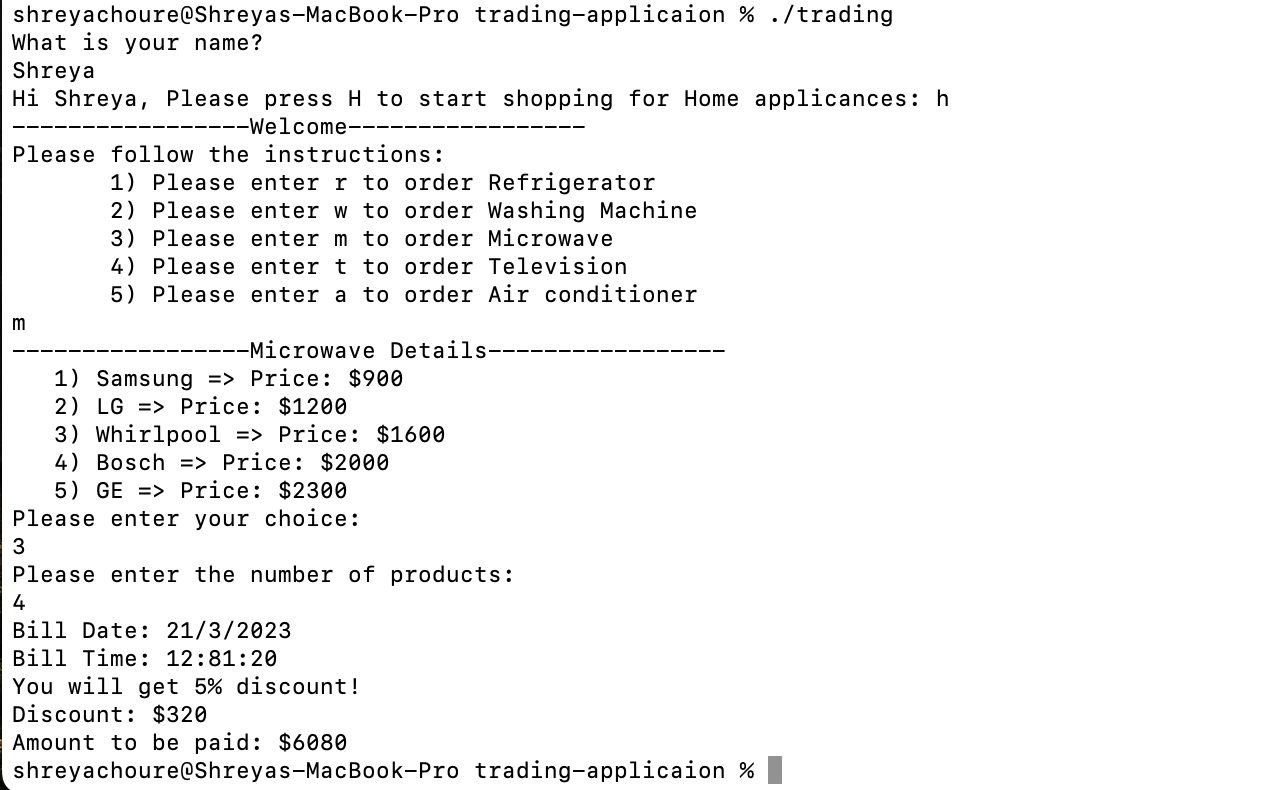 shreyachoure@Shreyas-MacBook-Pro trading-applicaion % ./trading
What is your name?
Shreya
Hi Shreya, Please press H to start shopping for Home applicances: h
-----------------Welcome-----------------
Please follow the instructions:
1) Please enter r to order Refrigerator
2) Please enter w to order Washing Machine
3) Please enter m to order Microwave
4) Please enter t to order Television
5) Please enter a to order Air conditioner
m
-----------------Microwave Details-----------------
1) Samsung => Price: $900
2) LG => Price: $1200
3) Whirlpool => Price: $1600
4) Bosch => Price: $2000
5) GE => Price: $2300
Please enter your choice:
3
Please enter the number of products:
4
Bill Date: 21/3/2023
Bill Time: 12:81:20
You will get 5% discount!
Discount: $320
Amount to be paid: $6080
shreyachoure@Shreyas-MacBook-Pro trading-applicaion %